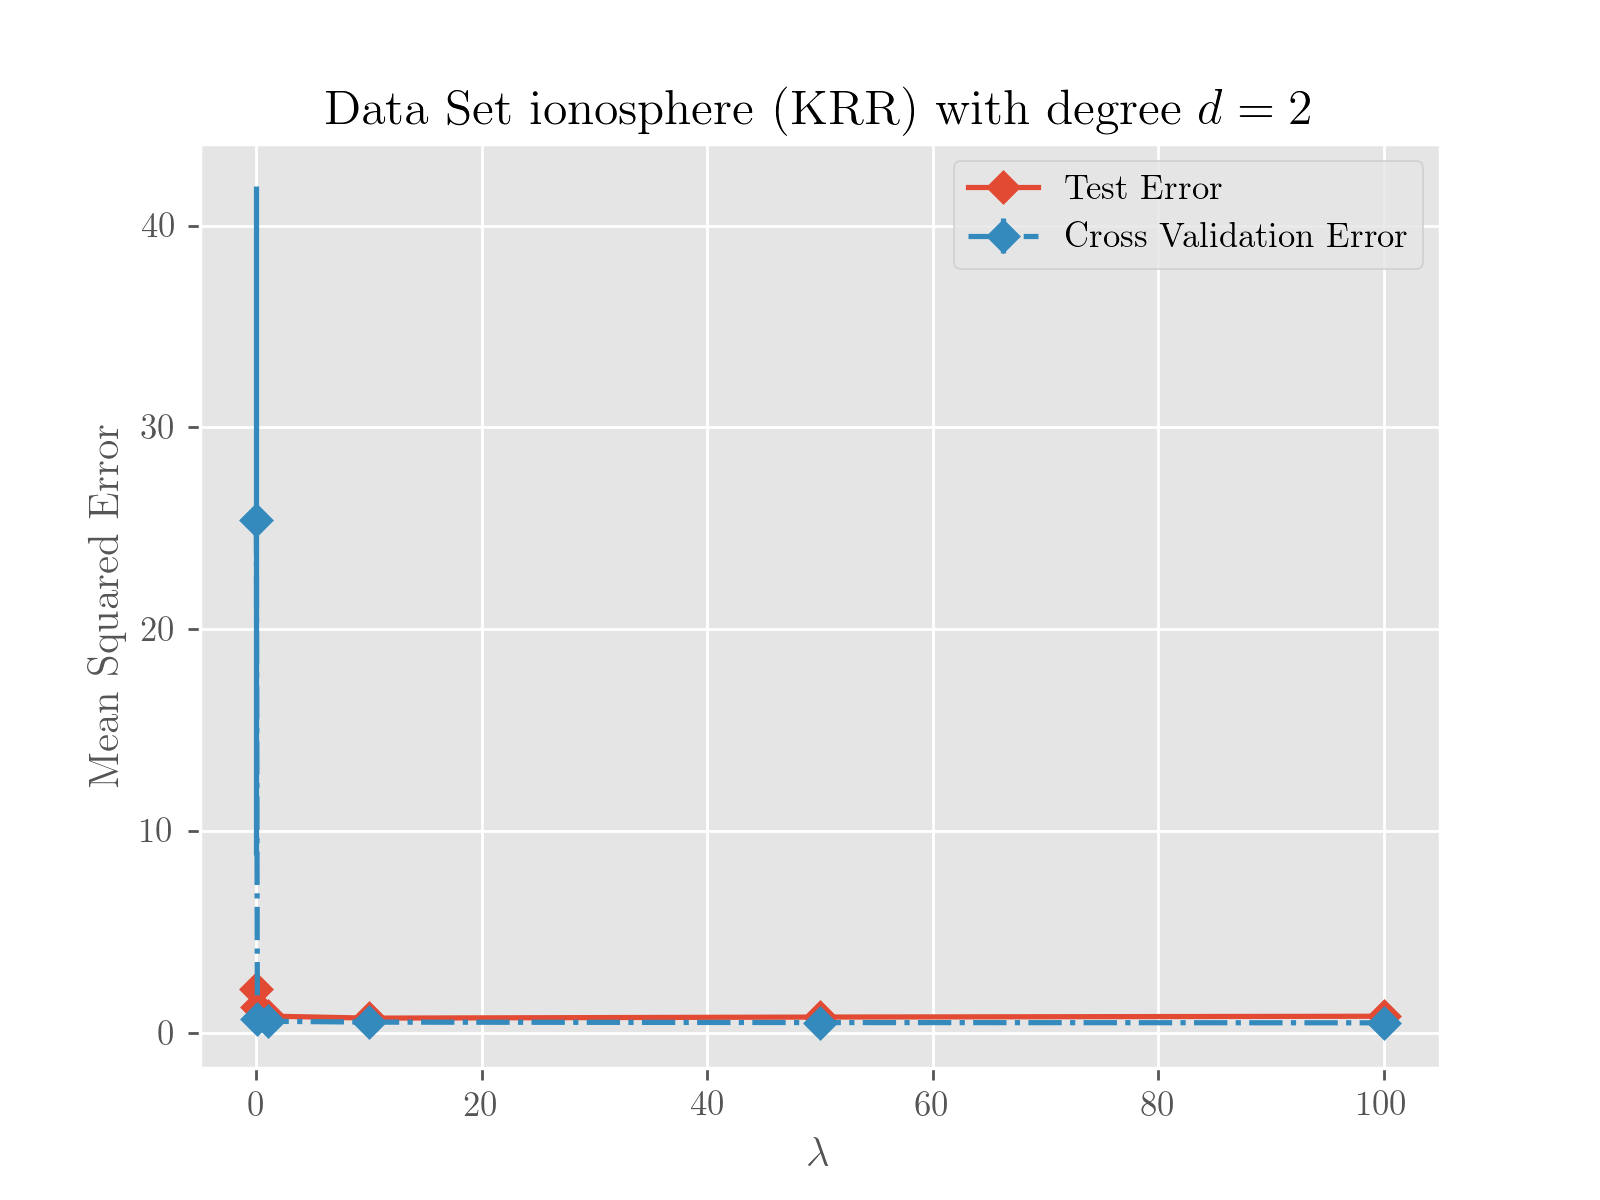 Data Set ionosphere (KRR) with degree d = 2
Test Error
Cross Validation Error
Mean Squared Error
40
30
20
10
0
0 20 40 60 80 100
λ